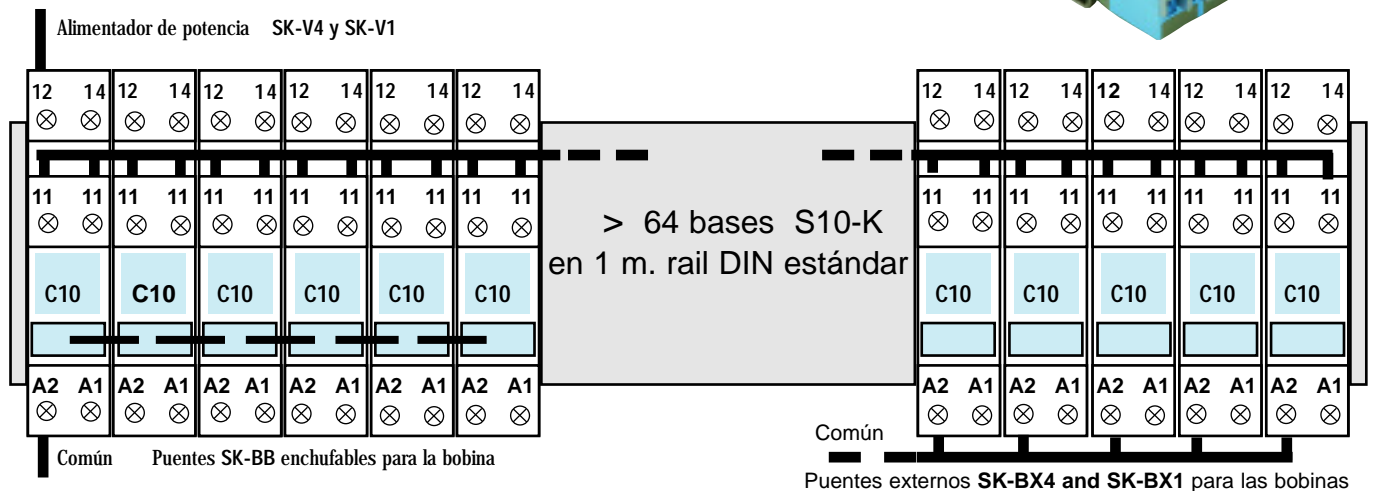 Alimentador de potencia SK-V4 y SK-V1
12 14 12 14 12 14 12 14 12 14 12 14 12 14 12 14 12 14 12 14 12 14
11 11 11 11 11 11 11 11 11 11 11 11 11 11 11 11 11 11 11 11 11 11
> 64 bases S10-K
en 1 m. rail DIN estándar
C10 C10 C10 C10 C10 C10 C10 C10 C10 C10 C10
A2 A1 A2 A1 A2 A1 A2 A1 A2 A1 A2 A1 A2 A1 A2 A1 A2 A1 A2 A1 A2 A1
Común Puentes SK-BB enchufables para la bobina
Común
Puentes externos SK-BX4 and SK-BX1 para las bobinas